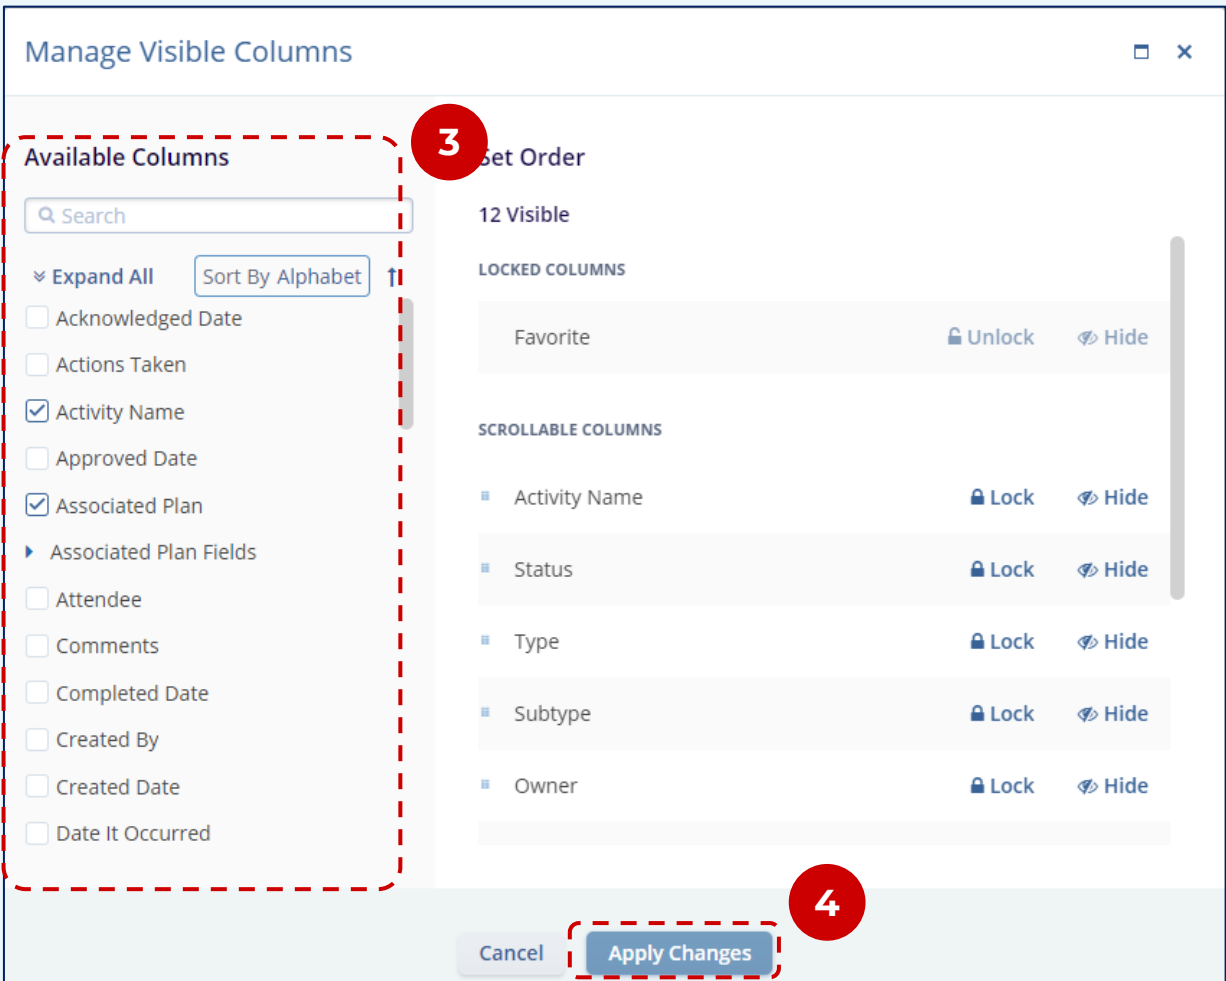 Manage Visible Columns
3
Available Columns
Search
Expand All
Sort By Alphabet
Acknowledged Date
Actions Taken
Activity Name
Approved Date
Associated Plan
Associated Plan Fields
Attendee
Comments
Completed Date
Created By
Created Date
Date It Occurred
Set Order
12 Visible
LOCKED COLUMNS
Favorite Unlock Hide
SCROLLABLE COLUMNS
Activity Name Lock Hide
Status Lock Hide
Type Lock Hide
Subtype Lock Hide
Owner Lock Hide
4
Cancel Apply Changes